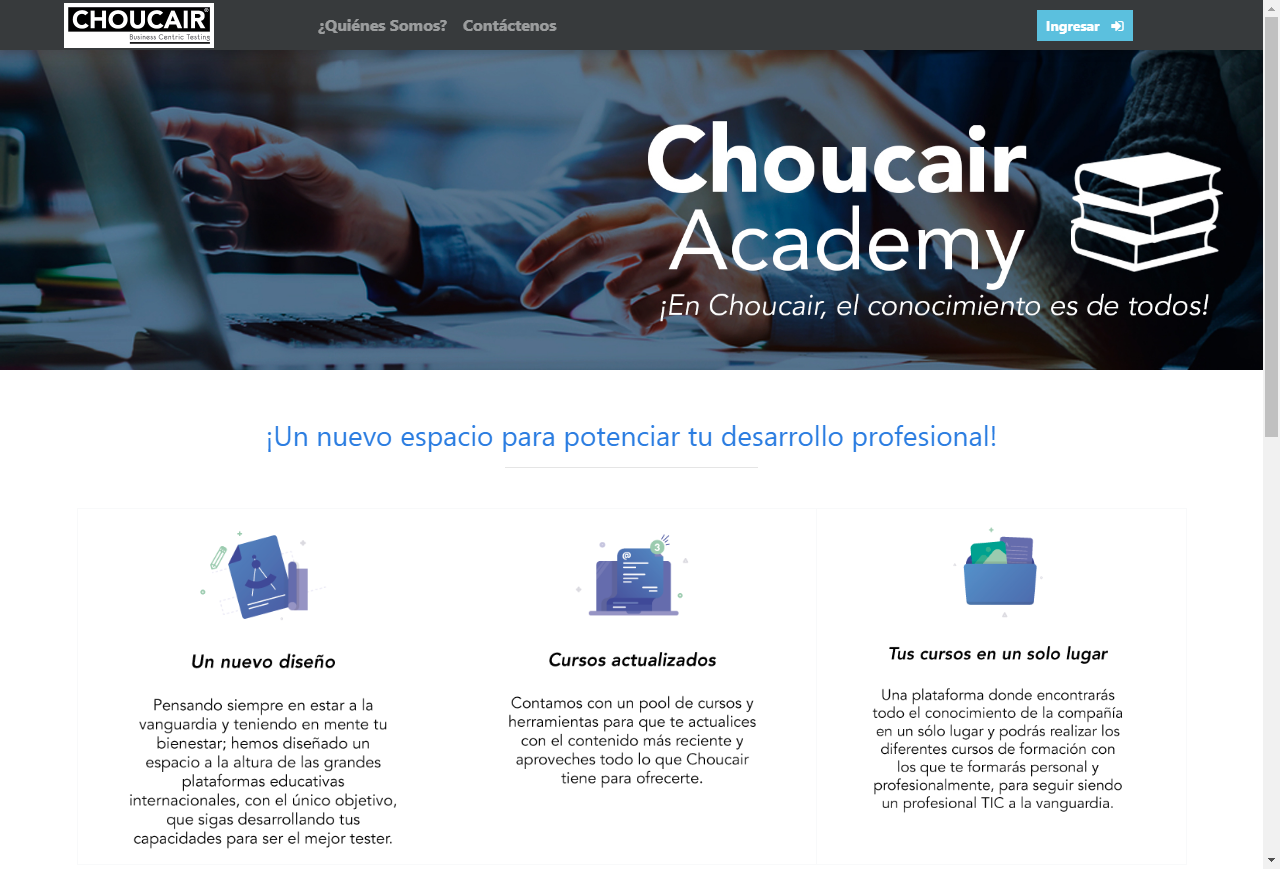 CHOUCAIR®
Business Centric Testing
¿Quiénes Somos?
Contáctenos
Ingresar
Choucair
Academy
¡En Choucair, el conocimiento es de todos!
¡Un nuevo espacio para potenciar tu desarrollo profesional!
Un nuevo diseño
Pensando siempre en estar a la
vanguardia y teniendo en mente tu
bienestar; hemos diseñado un
espacio a la altura de las grandes
plataformas educativas
internacionales, con el único objetivo,
que sigas desarrollando tus
capacidades para ser el mejor tester.
@
3
Cursos actualizados
Contamos con un pool de cursos y
herramientas para que te actualices
con el contenido más reciente y
aproveches todo lo que Choucair
tiene para ofrecerte.
Tus cursos en un solo lugar
Una plataforma donde encontrarás
todo el conocimiento de la compañía
en un sólo lugar y podrás realizar los
diferentes cursos de formación con
los que te formarás personal y
profesionalmente, para seguir siendo
un profesional TIC a la vanguardia.